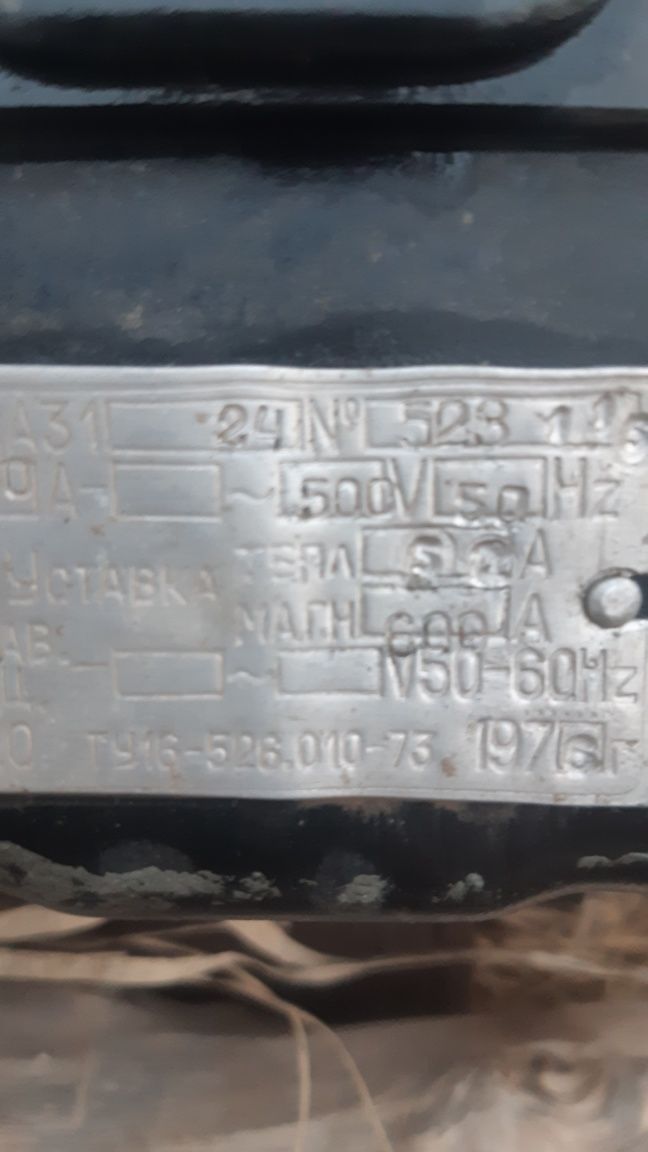 А31 24 № 523
А- ~ 500 V 50 Hz
УСТАВКА ТЕПЛ А
МАГН 600 А
- ~ V 50-60 Hz
ТУ16-526.010-73 197 г